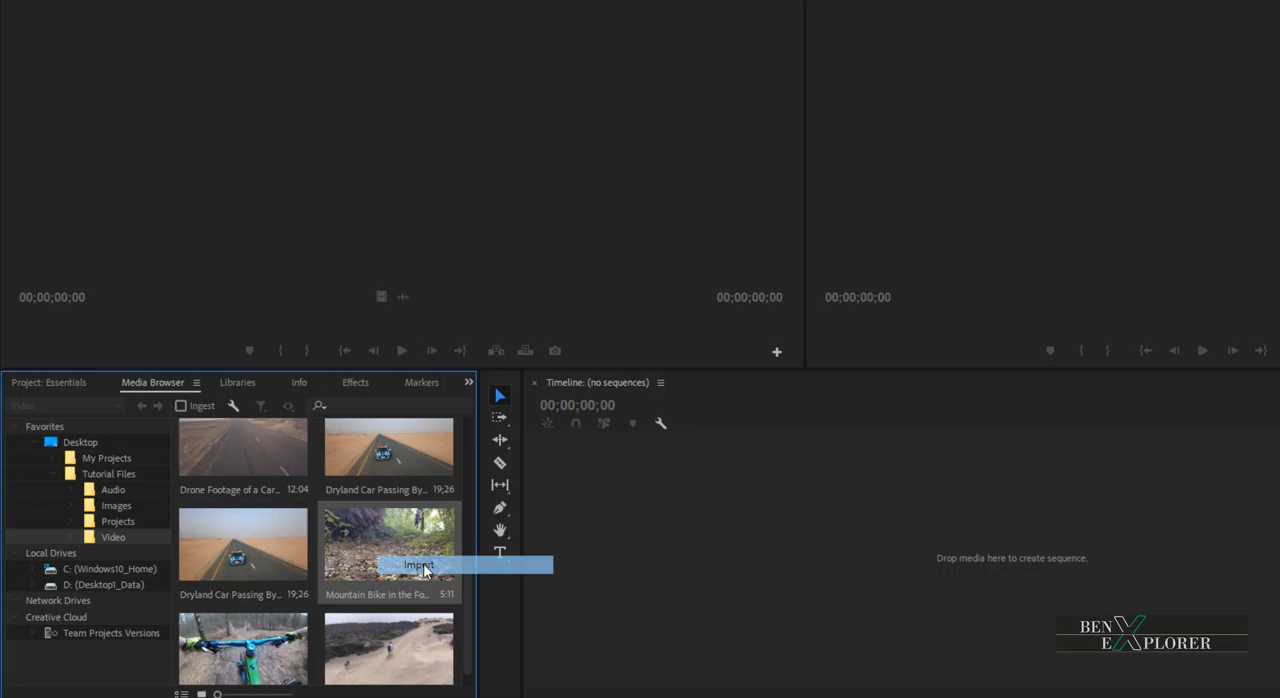 00;00;00;00
00;00;00;00
00;00;00;00
Project: Essentials
Media Browser
Libraries
Info
Effects
Markers
Timeline: (no sequences)
Video
Ingest
00;00;00;00
Favorites
Desktop
My Projects
Tutorial Files
Audio
Images
Projects
Video
Local Drives
C: (Windows10_Home)
D: (Desktop1_Data)
Network Drives
Creative Cloud
Team Projects Versions
Drone Footage of a Car... 12:04
Dryland Car Passing By... 19;26
Import
Dryland Car Passing By... 19;26
Mountain Bike in the Fo... 5:11
Drop media here to create sequence.
BEN
EXPLORER